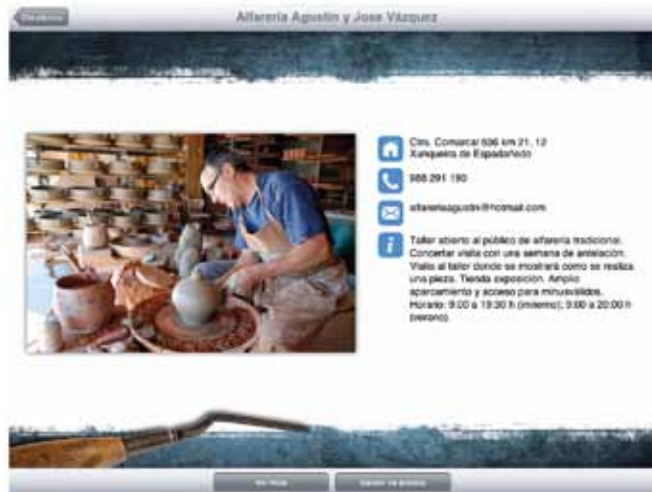 Alfarería Agustín y Jose Vázquez
Ctra. Comarcal 536 km 21, 12
Xunqueira de Espadañedo
988 291 190
alfareriaagustin@hotmail.com
Taller abierto al público de alfarería tradicional.
Concertar visita con una semana de antelación.
Visita al taller donde se mostrará como se realiza
una pieza. Tienda exposición. Amplio
aparcamiento y acceso para minusválidos.
Horario: 9:00 a 19:30 h (invierno); 9:00 a 20:00 h
(verano).